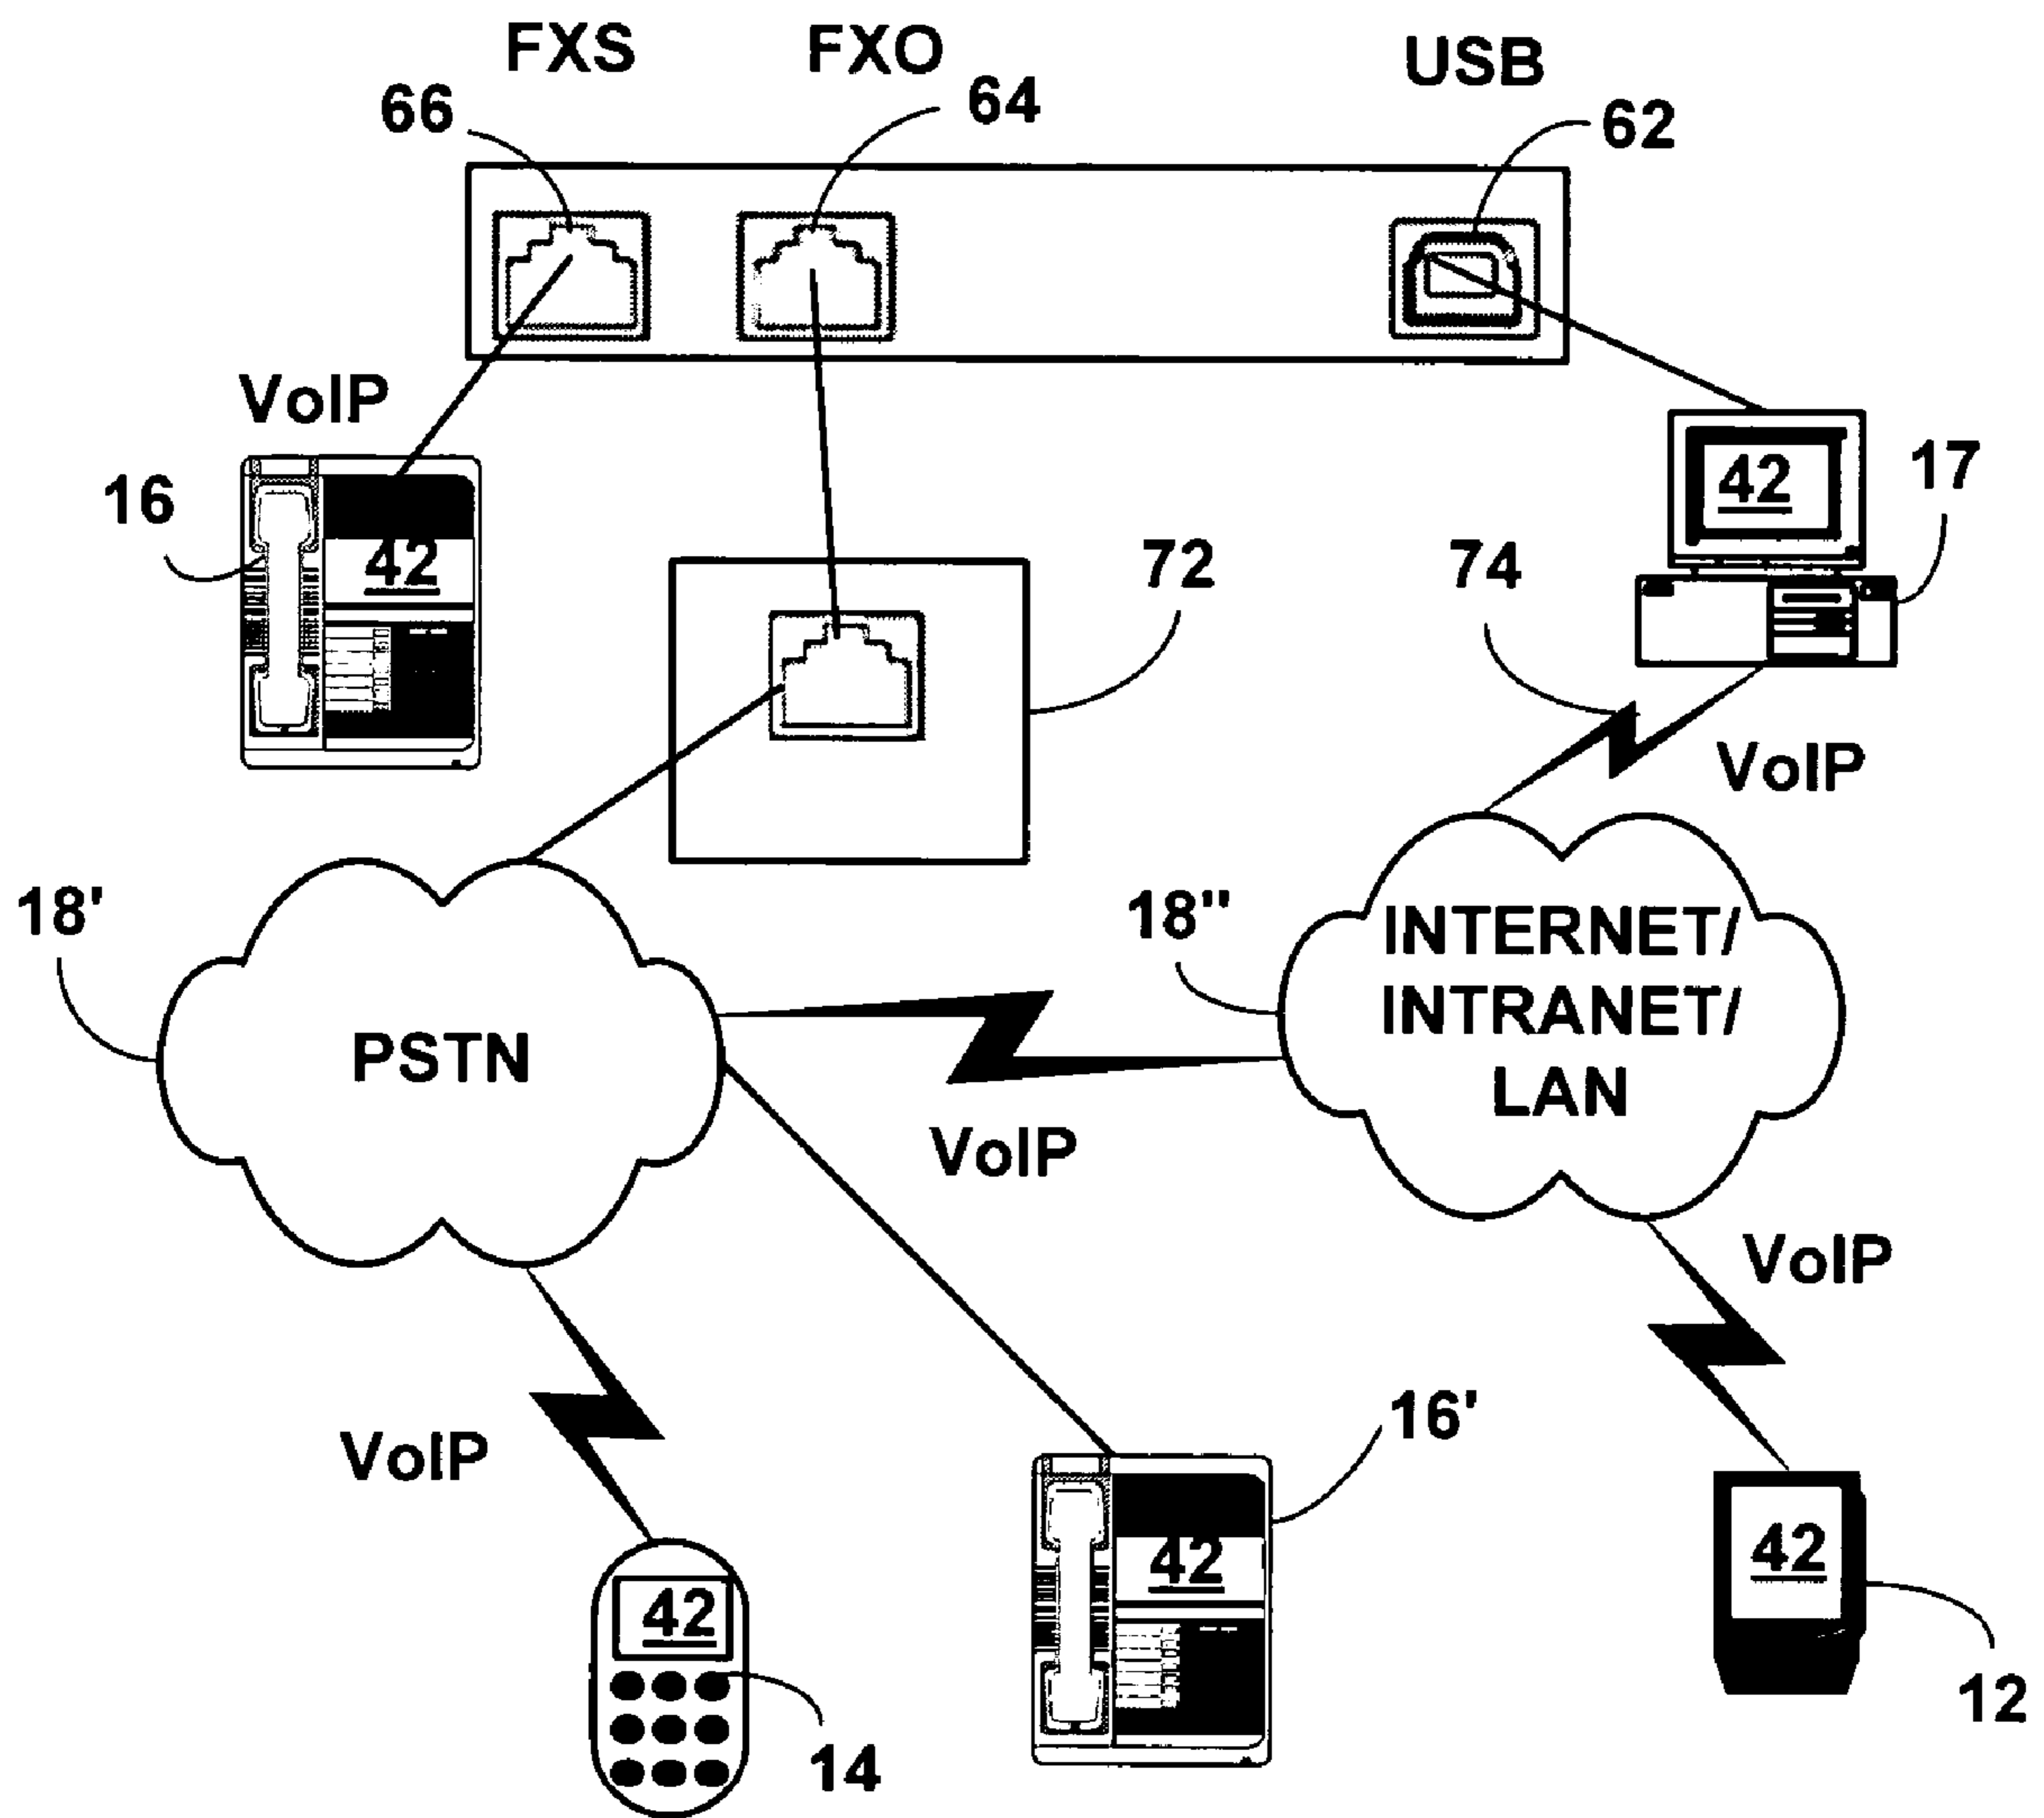 FXS
FXO
USB
66
64
62
VoIP
16
42
42
17
72
74
VoIP
18'
18"
INTERNET/
INTRANET/
LAN
PSTN
VoIP
VoIP
VoIP
16'
42
42
42
14
12